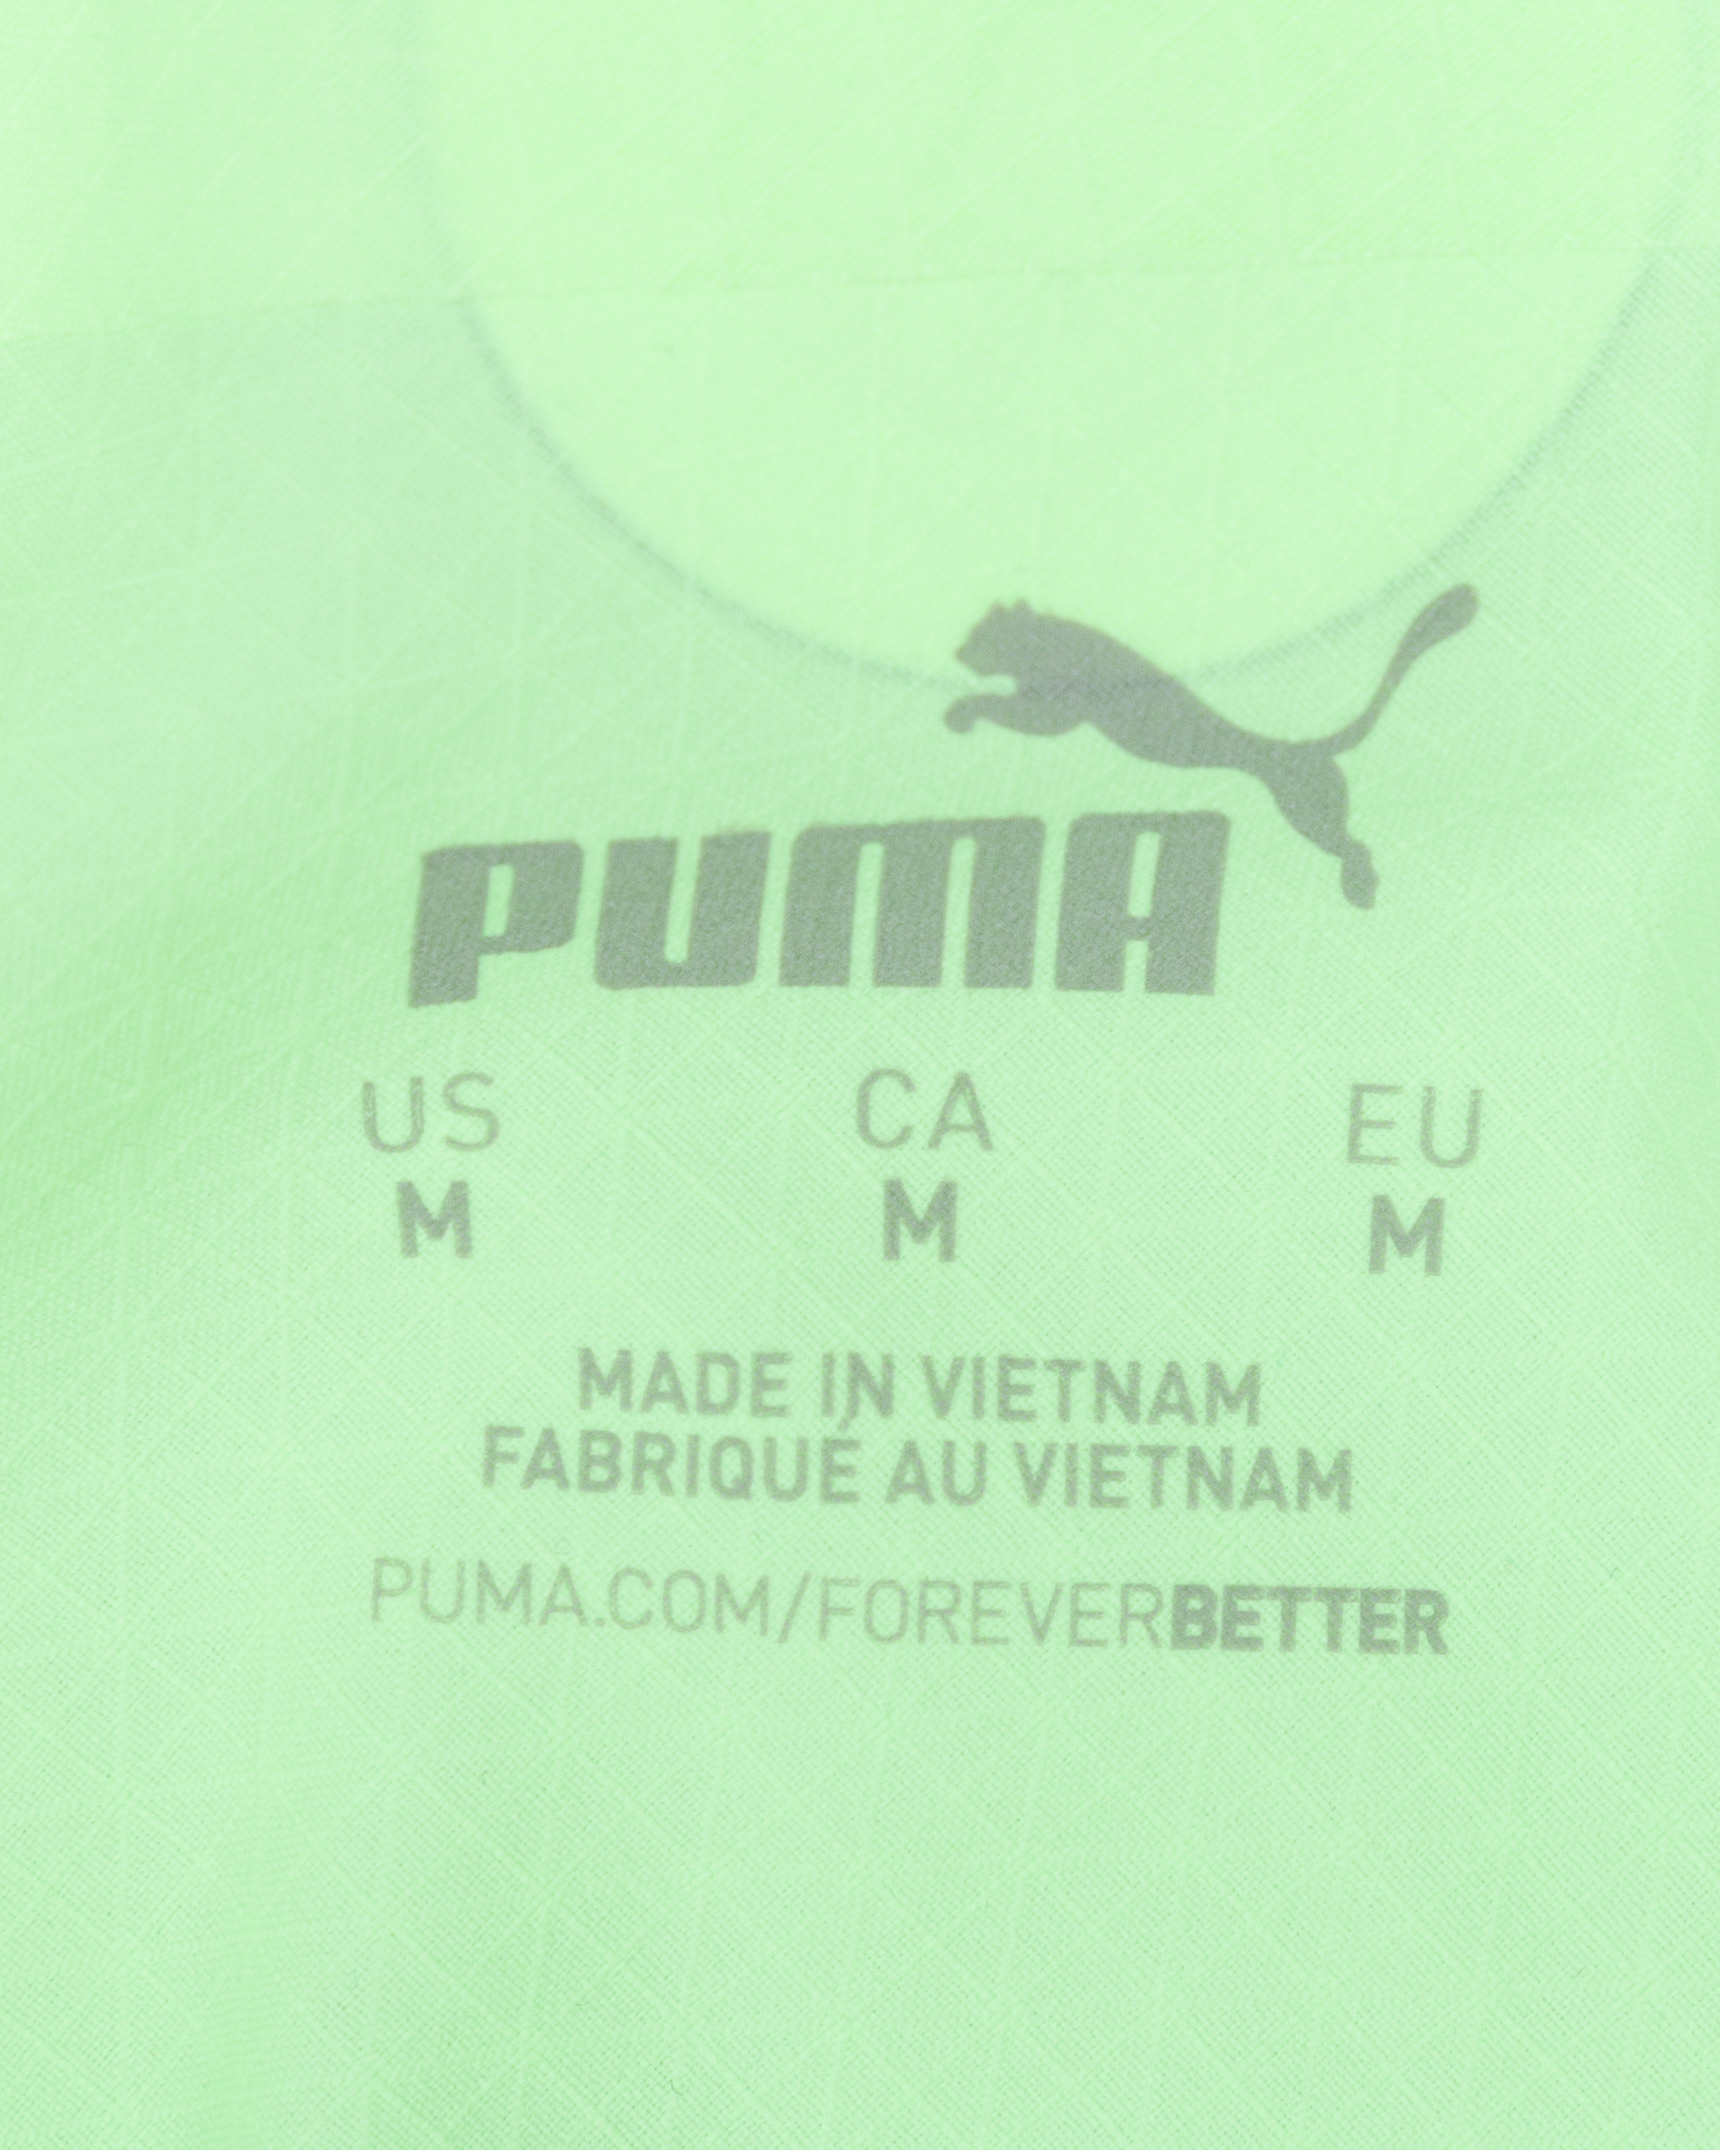 PUMA
US CA EU
M M M
MADE IN VIETNAM
FABRIQUÉ AU VIETNAM
PUMA.COM/FOREVERBETTER